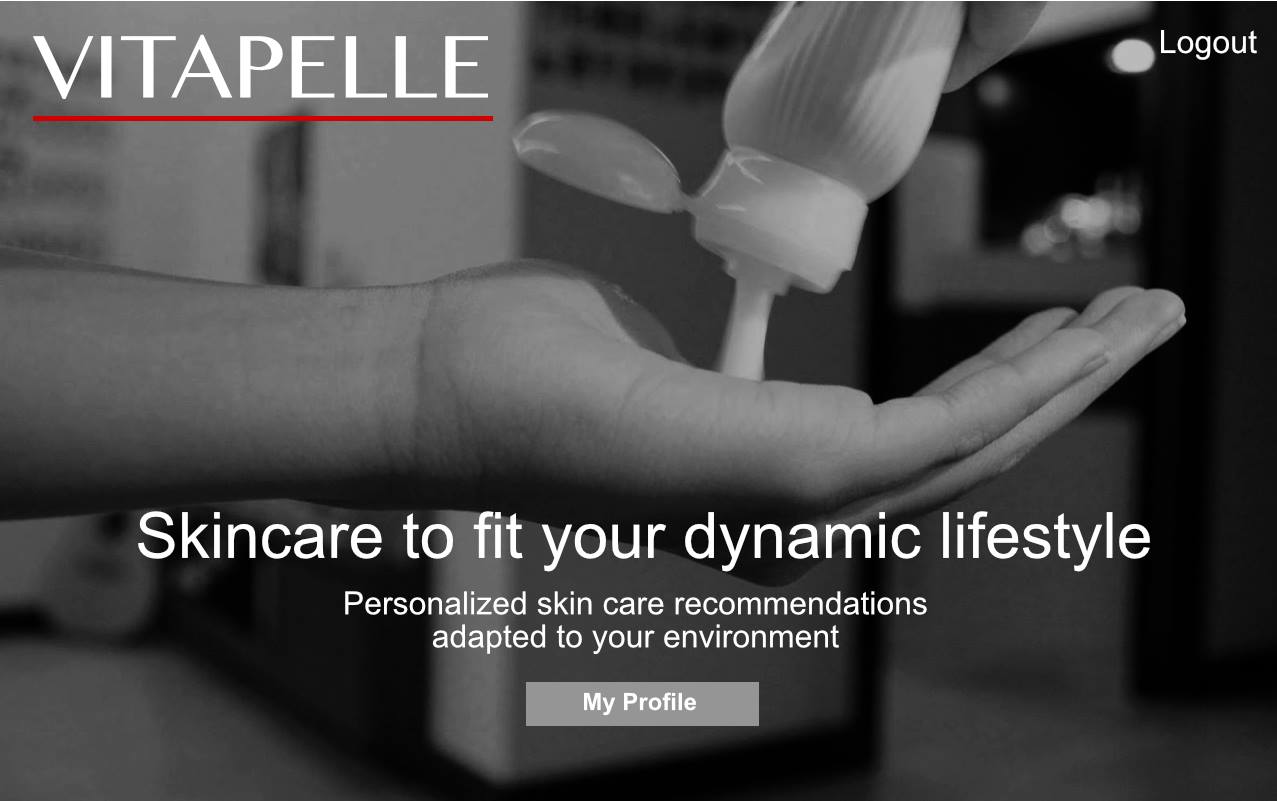 VITAPELLE
Logout
Skincare to fit your dynamic lifestyle
Personalized skin care recommendations
adapted to your environment
My Profile